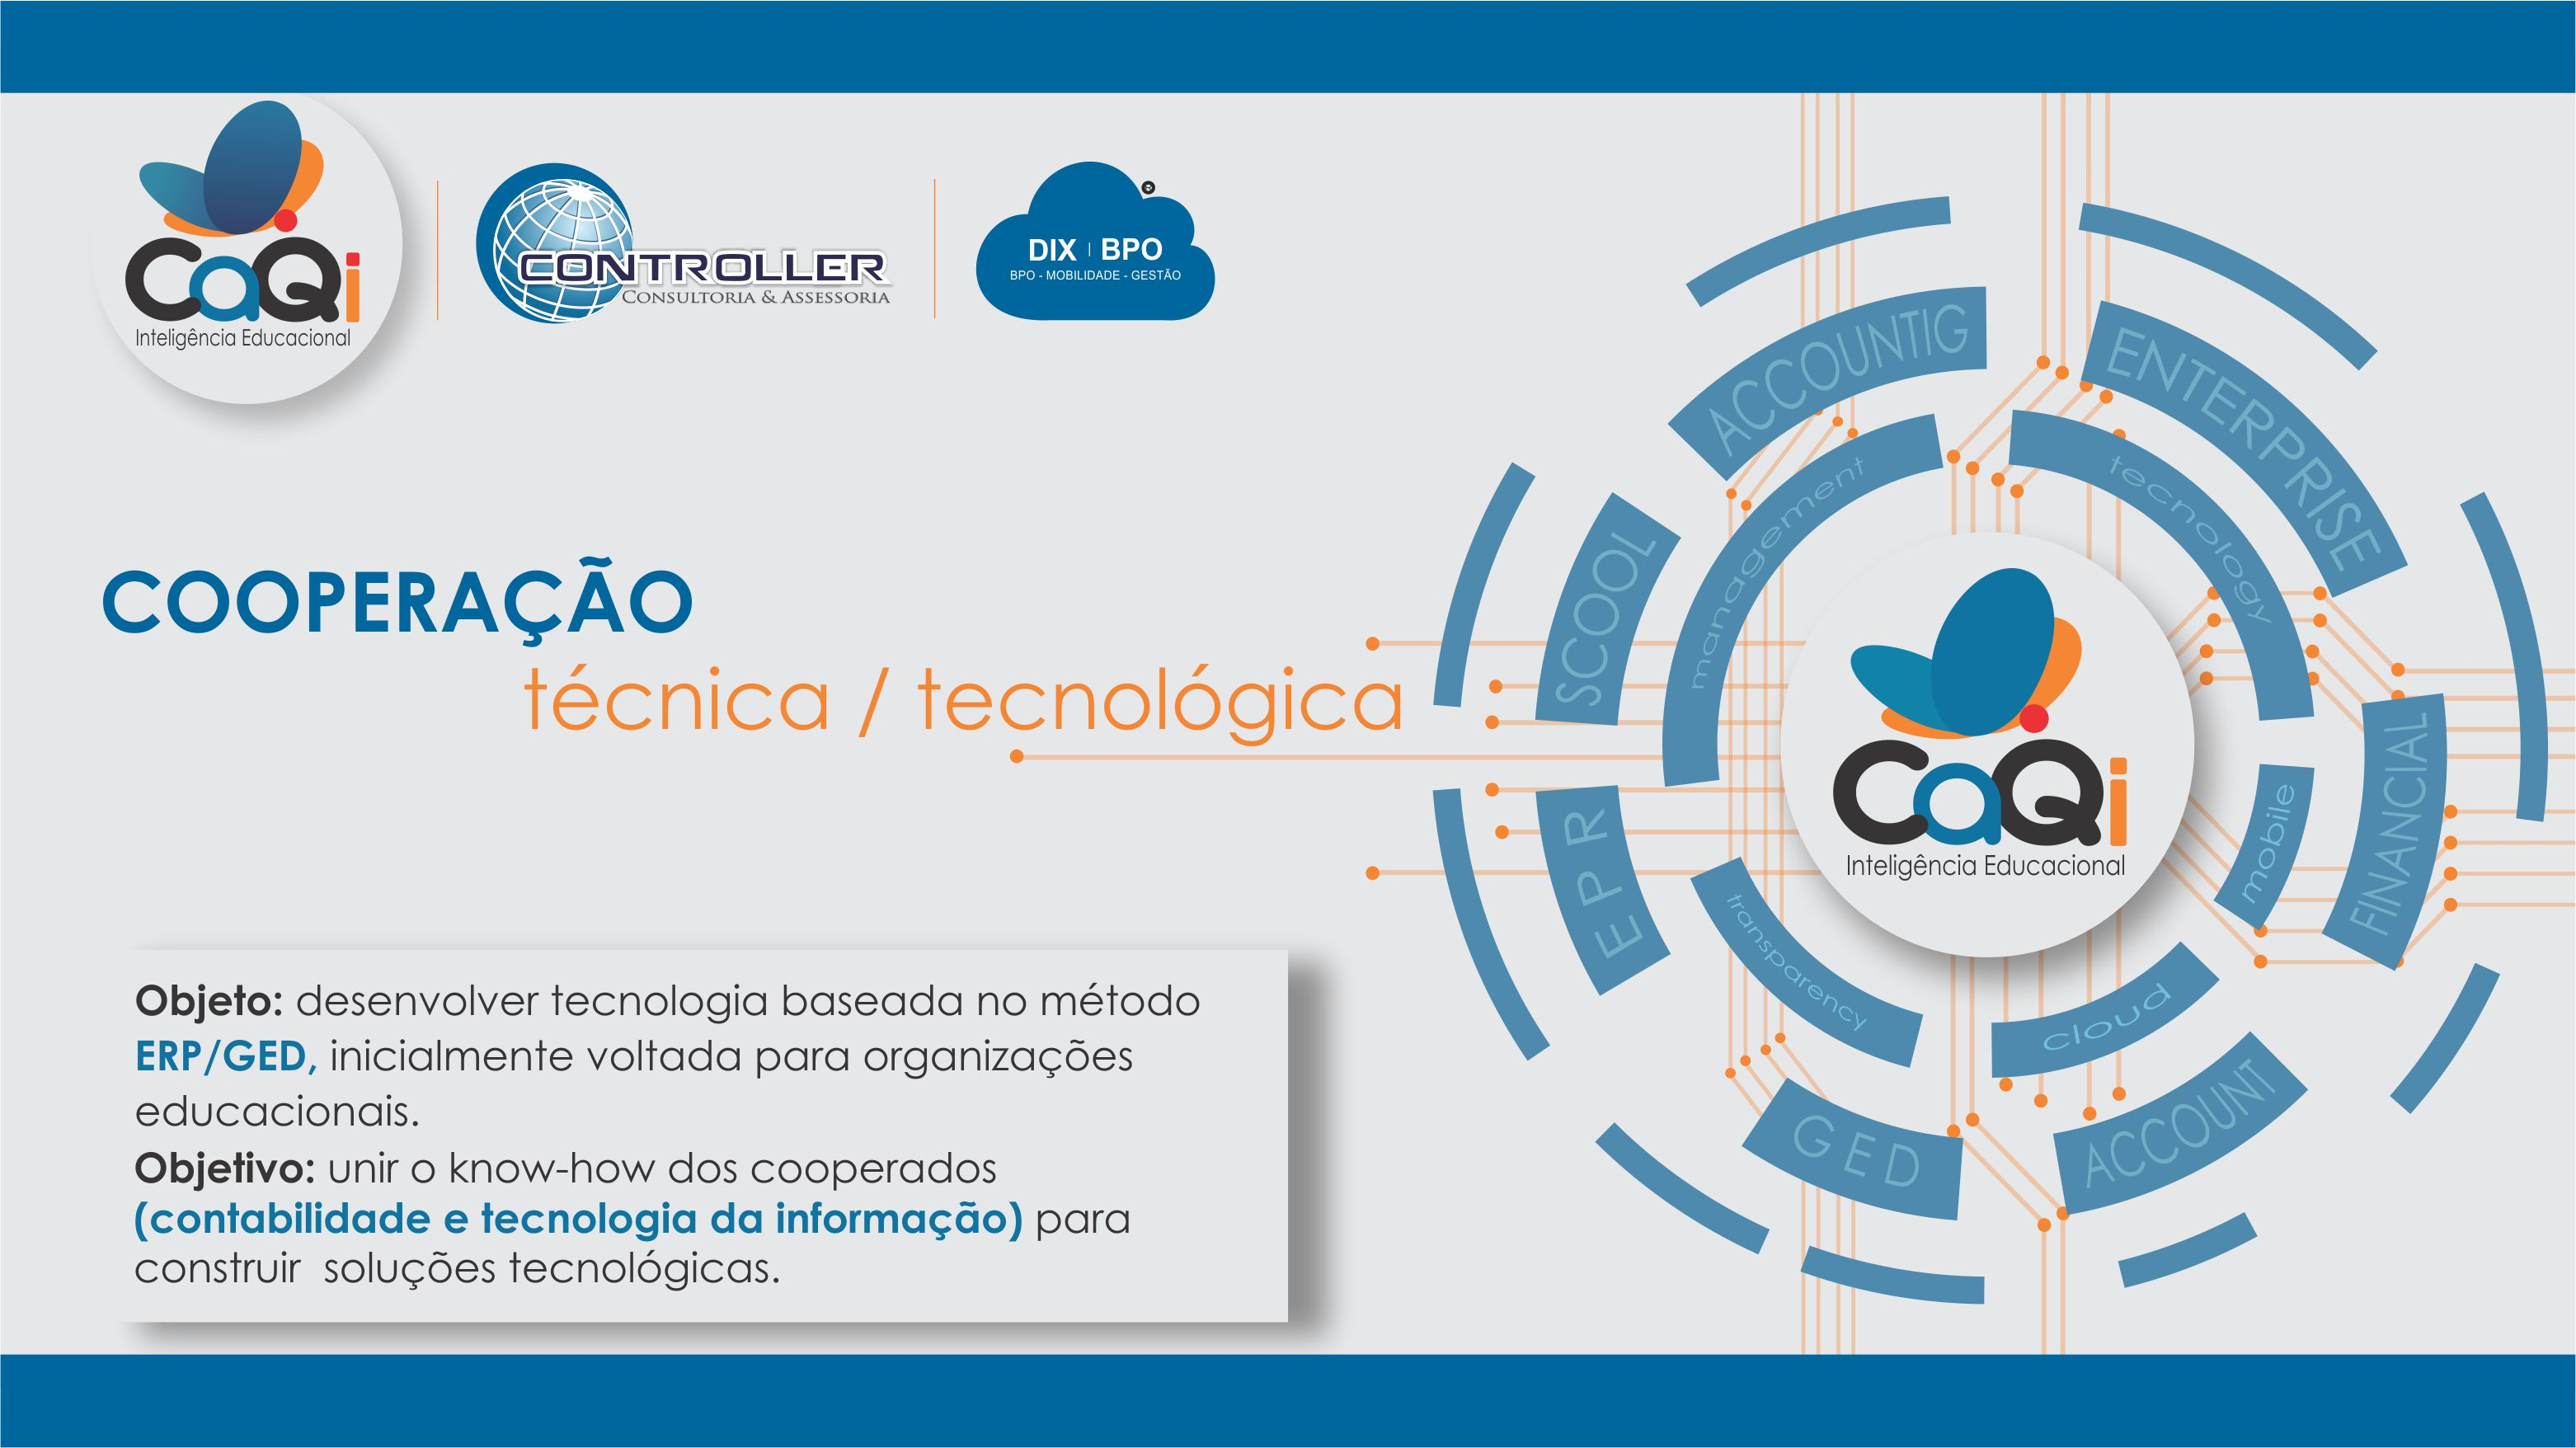 CaQi
Inteligência Educacional
CONTROLLER
CONSULTORIA & ASSESSORIA
DIX | BPO
BPO - MOBILIDADE - GESTÃO
COOPERAÇÃO
técnica / tecnológica
Objeto: desenvolver tecnologia baseada no método
ERP/GED, inicialmente voltada para organizações
educacionais.
Objetivo: unir o know-how dos cooperados
(contabilidade e tecnologia da informação) para
construir soluções tecnológicas.
ACCOUNTIG
ENTERPRISE
SCOOL
management
tecnology
CaQi
Inteligência Educacional
FINANCIAL
mobile
E P R
transparency
cloud
GED
ACCOUNT